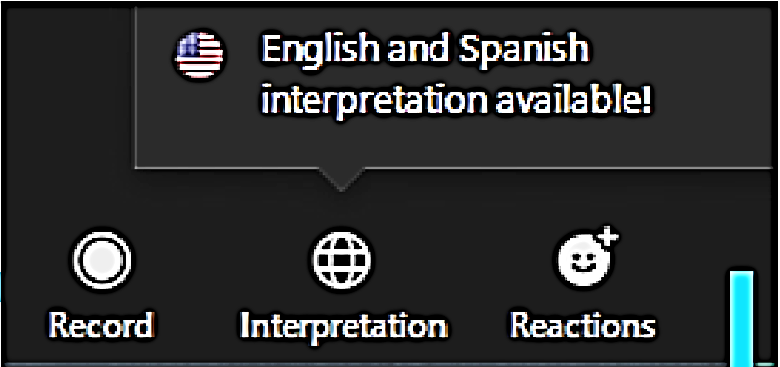 English and Spanish
interpretation available!
Record
Interpretation
Reactions